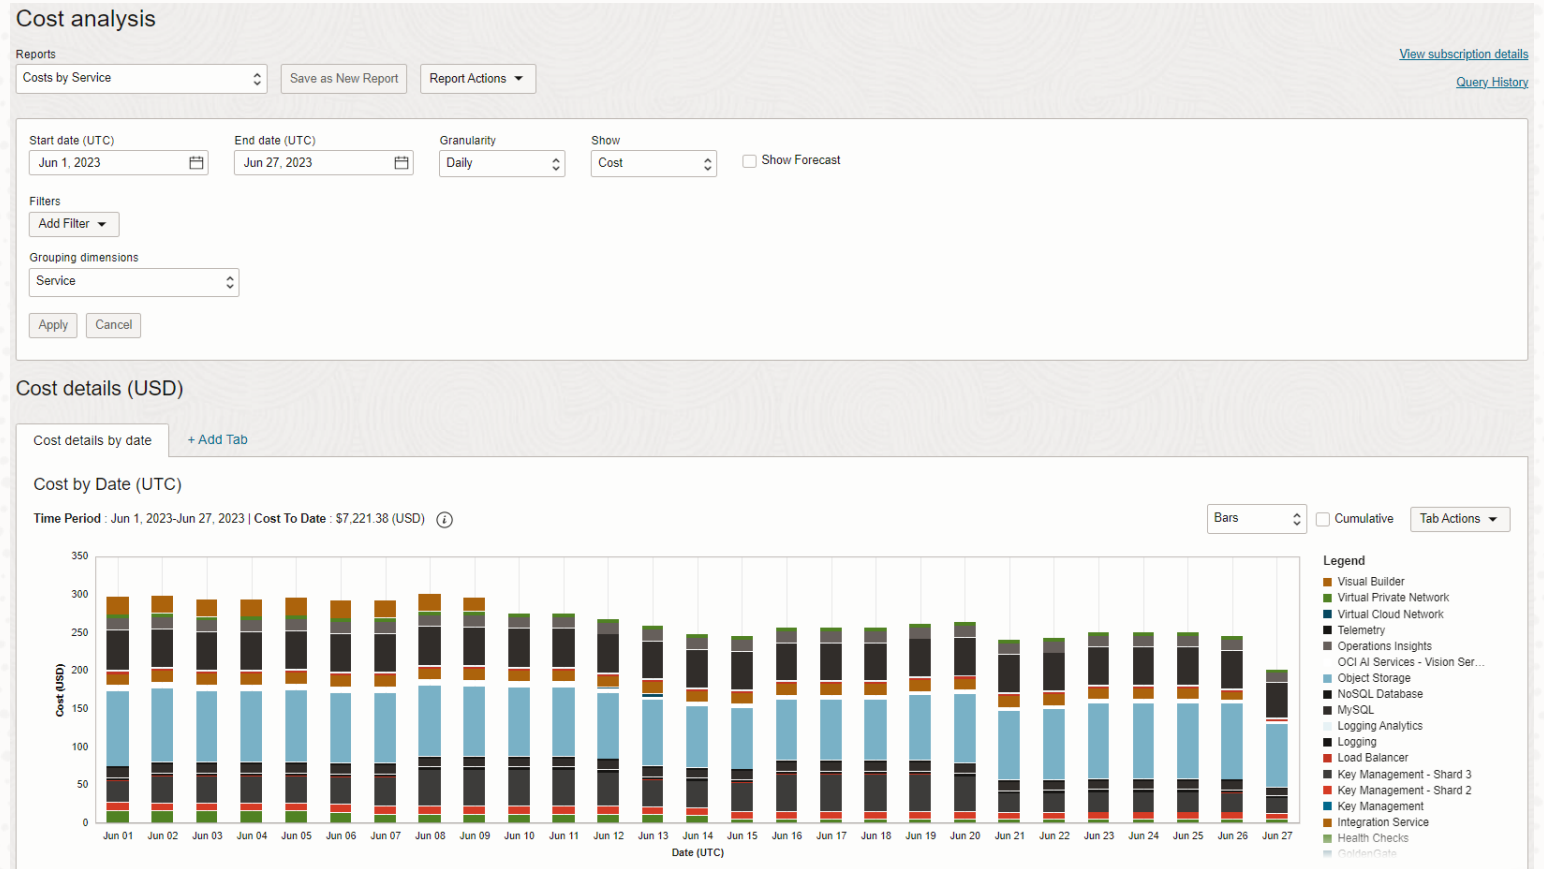 Cost analysis
Reports
View subscription details
Costs by Service
Save as New Report
Report Actions
Query History
Start date (UTC)
End date (UTC)
Granularity
Show
Jun 1, 2023
Jun 27, 2023
Daily
Cost
Show Forecast
Filters
Add Filter
Grouping dimensions
Service
Apply
Cancel
Cost details (USD)
Cost details by date
+ Add Tab
Cost by Date (UTC)
Time Period : Jun 1, 2023-Jun 27, 2023 | Cost To Date : $7,221.38 (USD)
Bars
Cumulative
Tab Actions
Cost (USD)
350
300
250
200
150
100
50
0
Jun 01 Jun 02 Jun 03 Jun 04 Jun 05 Jun 06 Jun 07 Jun 08 Jun 09 Jun 10 Jun 11 Jun 12 Jun 13 Jun 14 Jun 15 Jun 16 Jun 17 Jun 18 Jun 19 Jun 20 Jun 21 Jun 22 Jun 23 Jun 24 Jun 25 Jun 26 Jun 27
Date (UTC)
Legend
Visual Builder
Virtual Private Network
Virtual Cloud Network
Telemetry
Operations Insights
OCI AI Services - Vision Ser...
Object Storage
NoSQL Database
MySQL
Logging Analytics
Logging
Load Balancer
Key Management - Shard 3
Key Management - Shard 2
Key Management
Integration Service
Health Checks
GoldenGate